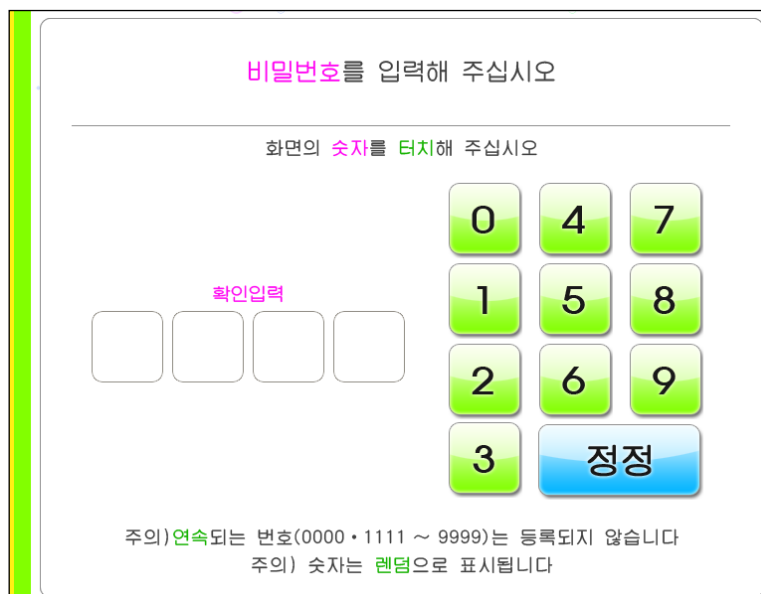 비밀번호를 입력해 주십시오
화면의 숫자를 터치해 주십시오
확인입력
0 4 7
1 5 8
2 6 9
3 정정
주의)연속되는 번호(0000・1111 ~ 9999)는 등록되지 않습니다
주의) 숫자는 렌덤으로 표시됩니다